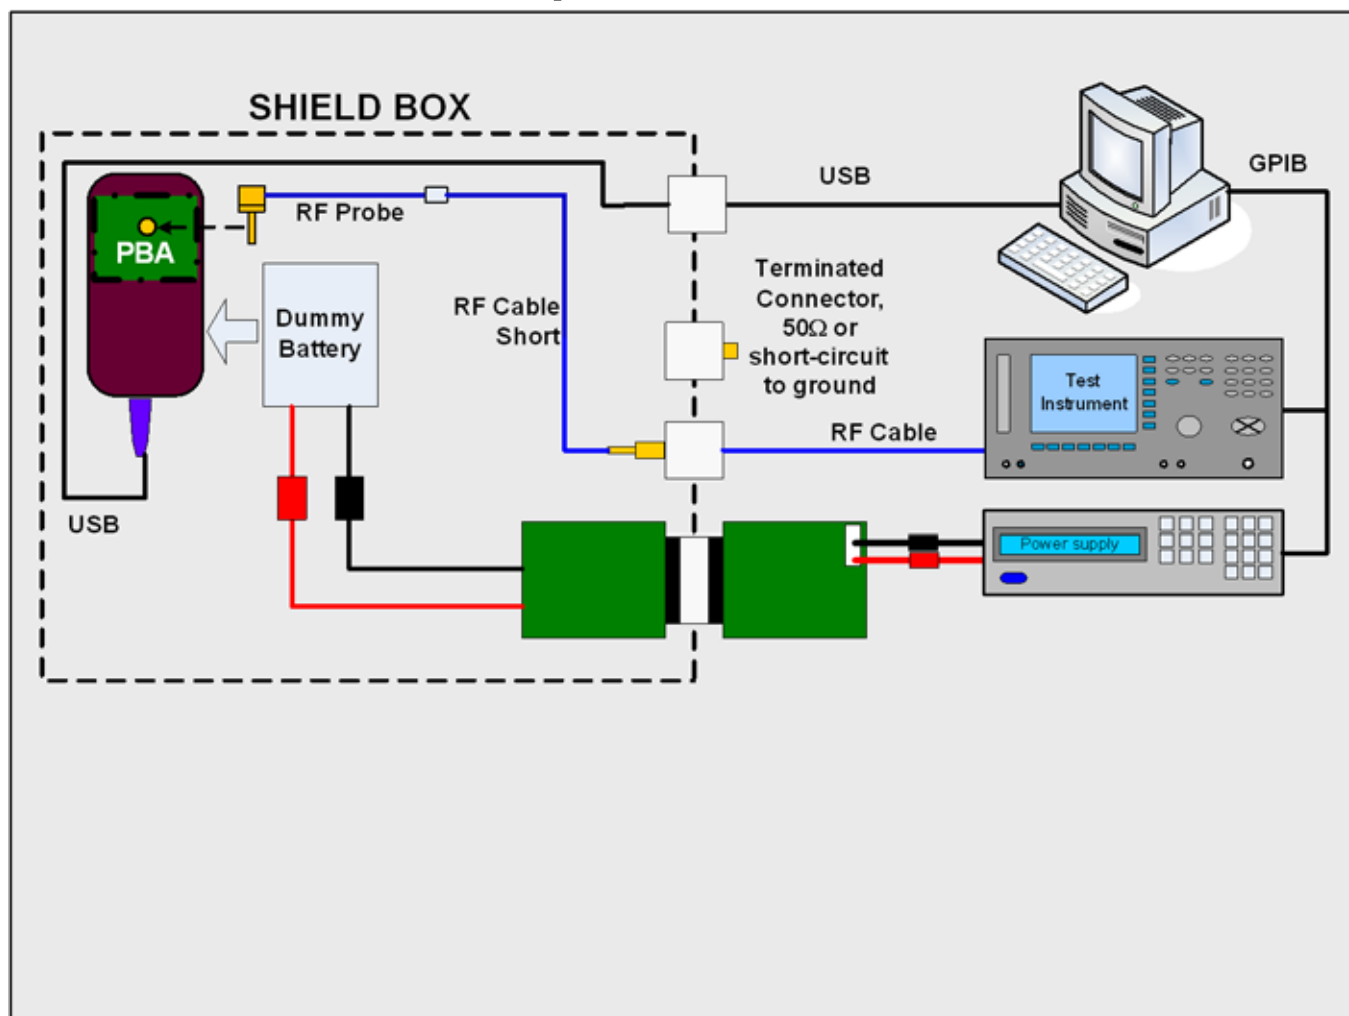 SHIELD BOX
USB
GPIB
RF Probe
PBA
Terminated
Connector,
50Ω or
short-circuit
to ground
RF Cable
Short
Dummy
Battery
Test
Instrument
RF Cable
USB
Power supply